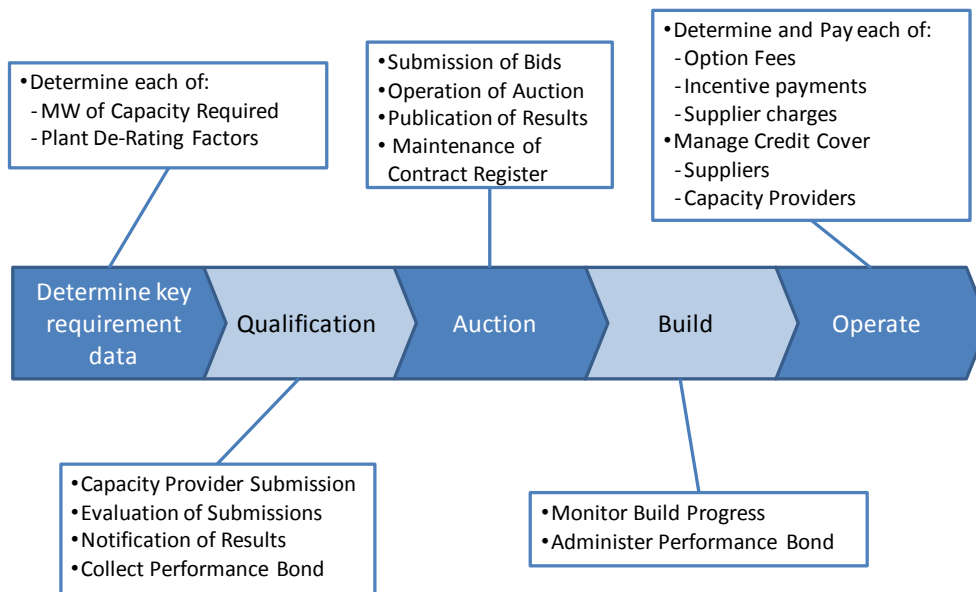 •Determine each of:
-MW of Capacity Required
-Plant De-Rating Factors
•Submission of Bids
•Operation of Auction
•Publication of Results
• Maintenance of
Contract Register
•Determine and Pay each of:
-Option Fees
-Incentive payments
-Supplier charges
•Manage Credit Cover
-Suppliers
-Capacity Providers
Determine key
requirement
data
Qualification
Auction
Build
Operate
•Capacity Provider Submission
•Evaluation of Submissions
•Notification of Results
•Collect Performance Bond
•Monitor Build Progress
•Administer Performance Bond